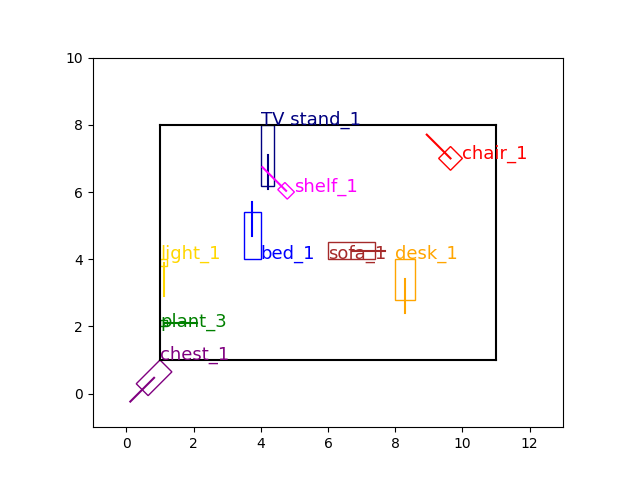 10
TV stand_1
8
chair_1
shelf_1
6
light_1
bed_1
sofa_1
desk_1
4
plant_3
2
chest_1
0
0 2 4 6 8 10 12